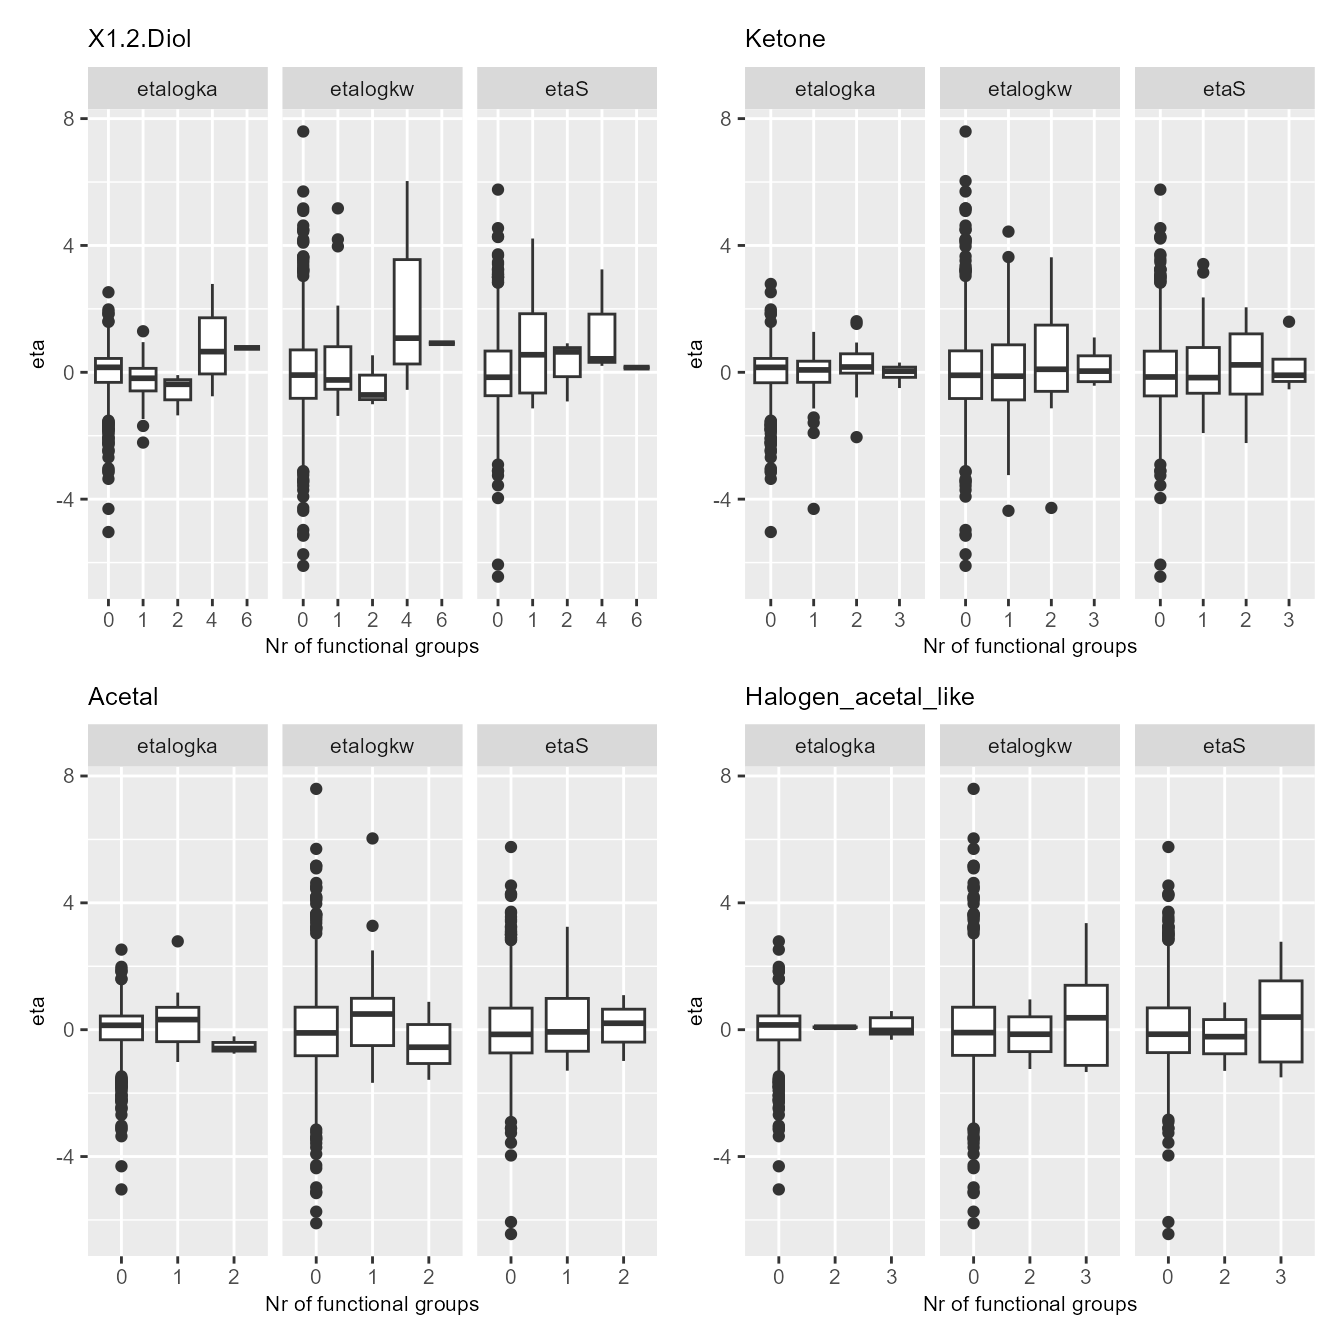 X1.2.Diol
etalogka etalogkw etaS
8
4
0
-4
eta
0 1 2 4 6 0 1 2 4 6 0 1 2 4 6
Nr of functional groups
Ketone
etalogka etalogkw etaS
8
4
0
-4
eta
0 1 2 3 0 1 2 3 0 1 2 3
Nr of functional groups
Acetal
etalogka etalogkw etaS
8
4
0
-4
eta
0 1 2 0 1 2 0 1 2
Nr of functional groups
Halogen_acetal_like
etalogka etalogkw etaS
8
4
0
-4
eta
0 2 3 0 2 3 0 2 3
Nr of functional groups